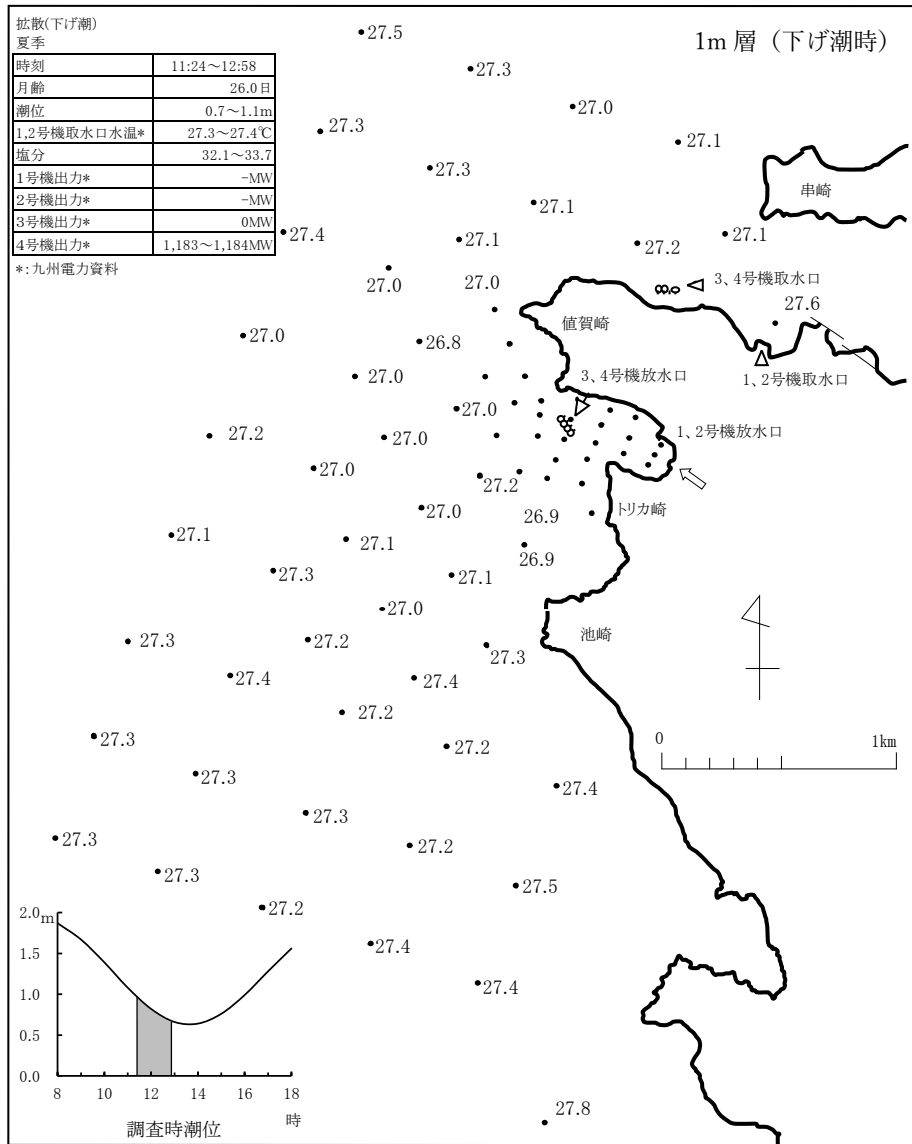 拡散(下げ潮)
夏季
時刻 11:24～12:58
月齢 26.0日
潮位 0.7～1.1m
1,2号機取水口水温* 27.3～27.4℃
塩分 32.1～33.7
1号機出力* -MW
2号機出力* -MW
3号機出力* 0MW
4号機出力* 1,183～1,184MW
*:九州電力資料
1m 層（下げ潮時）
27.5
27.3
27.0
27.3
27.1
27.3
串崎
27.1
27.4
27.1
27.2
27.1
27.0
27.0
3、4号機取水口
27.6
値賀崎
27.0
26.8
1、2号機取水口
3、4号機放水口
27.0
27.0
27.2
27.0
1、2号機放水口
27.0
27.2
27.0
26.9
トリカ崎
27.1
27.1
26.9
27.3
27.1
27.0
27.3
27.2
池崎
27.3
27.4
27.4
27.2
27.3
27.2
0 1km
27.3
27.4
27.3
27.3
27.2
27.3
27.5
27.2
27.4
27.4
27.8
2.0m
1.5
1.0
0.5
0.0
8 10 12 14 16 18
時
調査時潮位